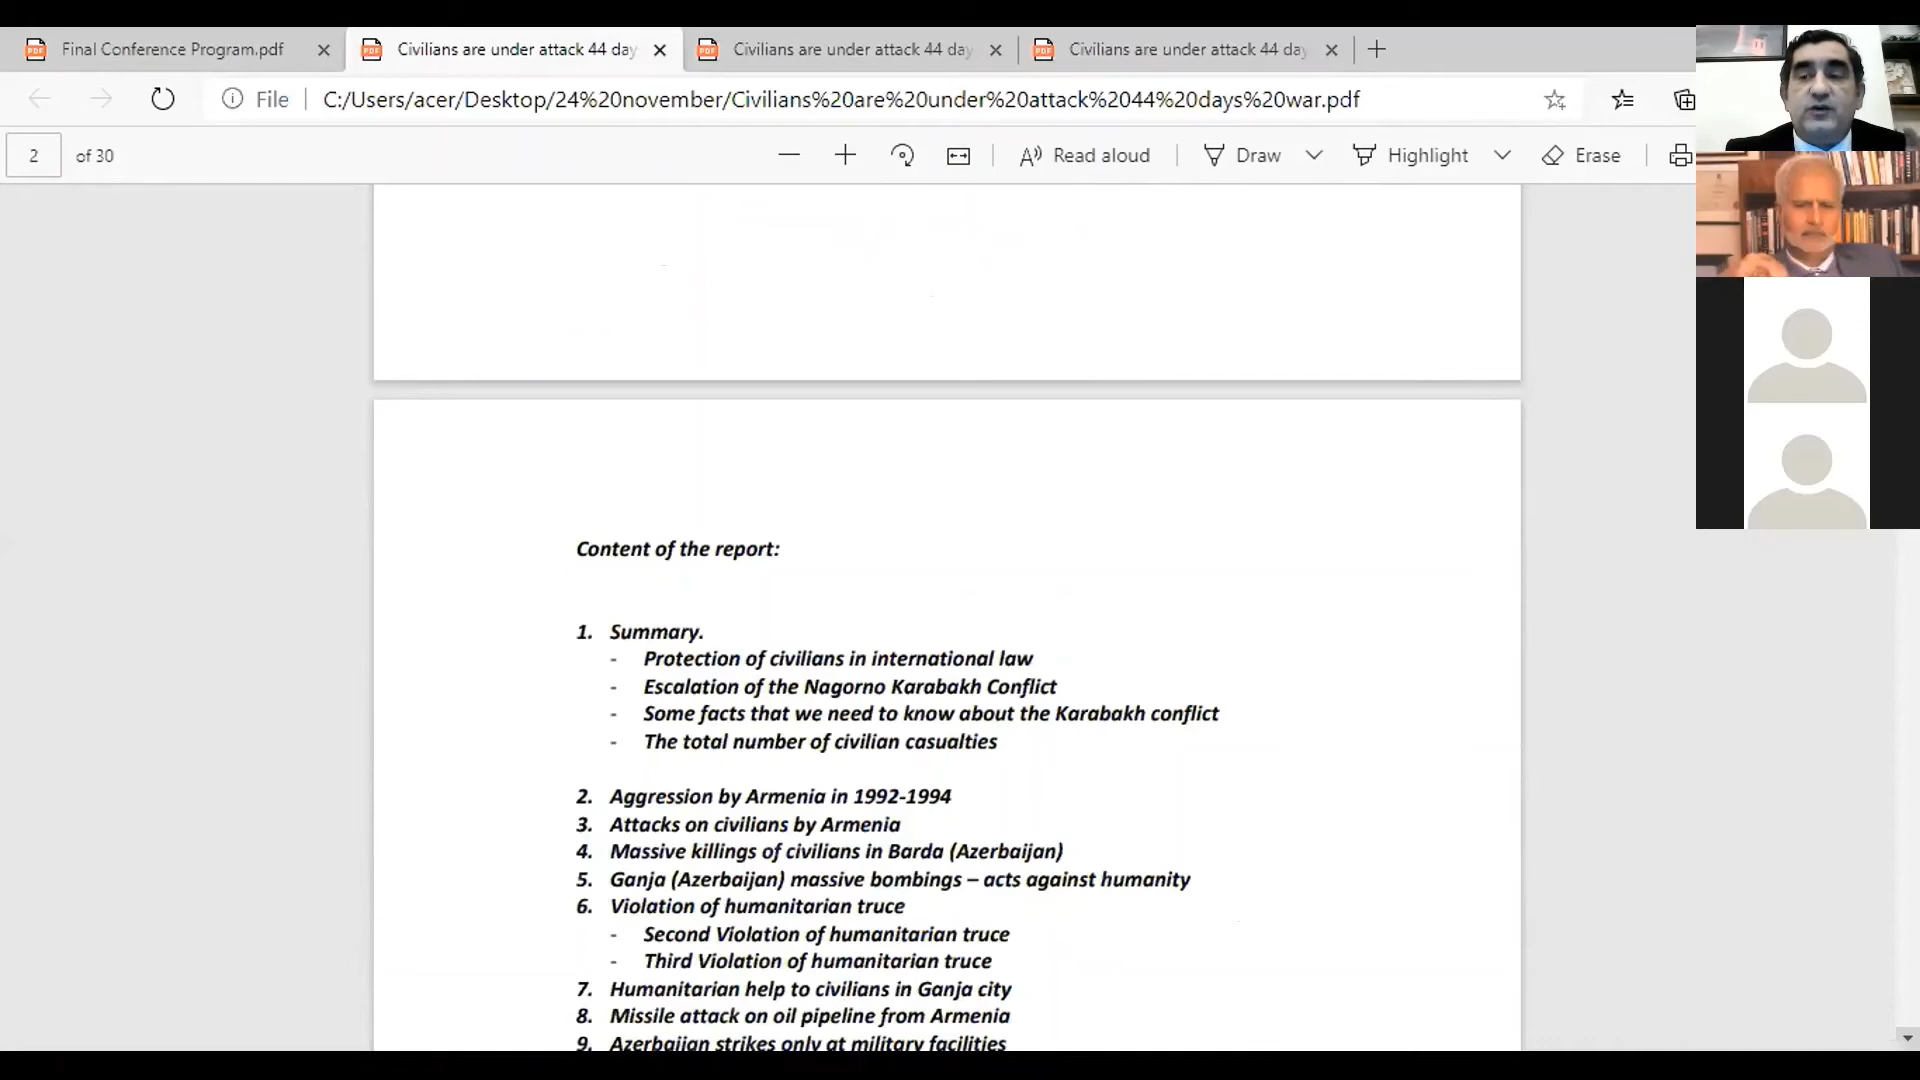 Final Conference Program.pdf
Civilians are under attack 44 day
Civilians are under attack 44 day
Civilians are under attack 44 day
File
C:/Users/acer/Desktop/24%20november/Civilians%20are%20under%20attack%2044%20days%20war.pdf
2 of 30
Read aloud
Draw
Highlight
Erase
Content of the report:
1. Summary.
- Protection of civilians in international law
- Escalation of the Nagorno Karabakh Conflict
- Some facts that we need to know about the Karabakh conflict
- The total number of civilian casualties
2. Aggression by Armenia in 1992-1994
3. Attacks on civilians by Armenia
4. Massive killings of civilians in Barda (Azerbaijan)
5. Ganja (Azerbaijan) massive bombings – acts against humanity
6. Violation of humanitarian truce
- Second Violation of humanitarian truce
- Third Violation of humanitarian truce
7. Humanitarian help to civilians in Ganja city
8. Missile attack on oil pipeline from Armenia
9. Azerbaijan strikes only at military facilities